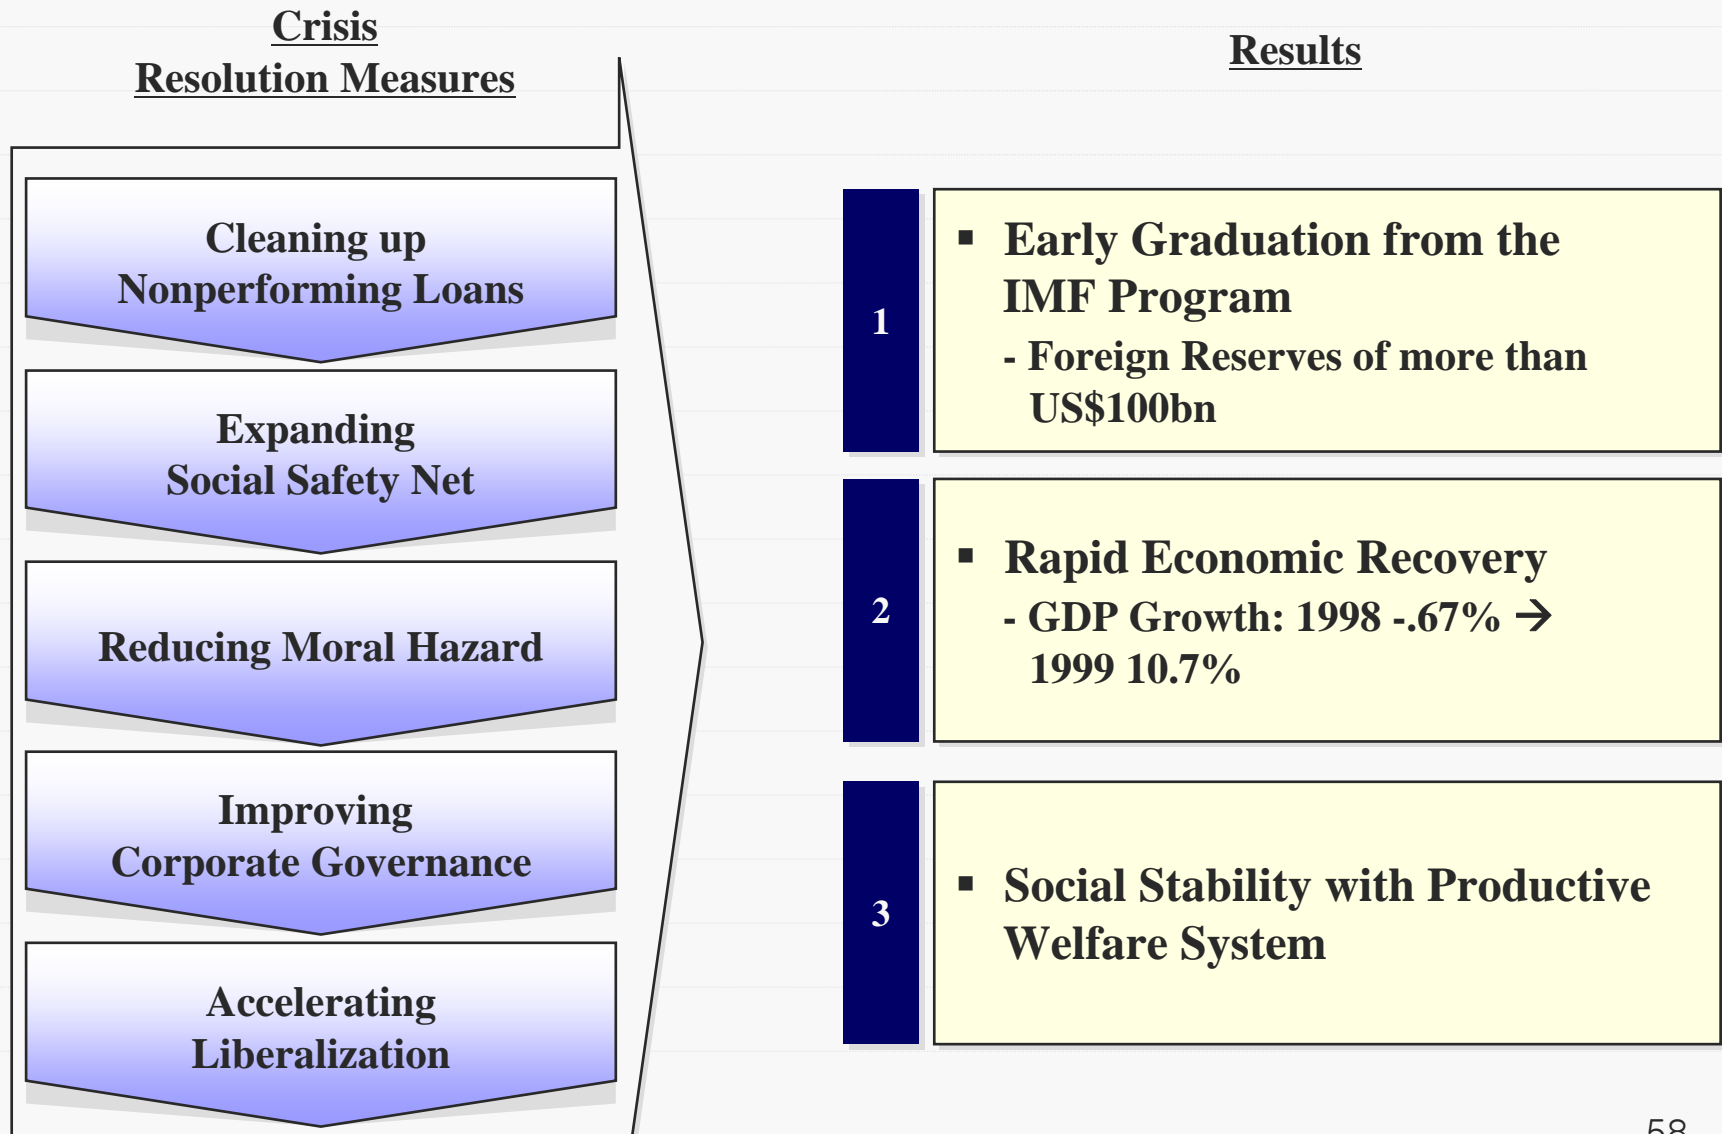 Crisis
Resolution Measures
Cleaning up
Nonperforming Loans
Expanding
Social Safety Net
Reducing Moral Hazard
Improving
Corporate Governance
Accelerating
Liberalization
Results
1
▪ Early Graduation from the
IMF Program
- Foreign Reserves of more than
US$100bn
2
▪ Rapid Economic Recovery
- GDP Growth: 1998 -.67% →
1999 10.7%
3
▪ Social Stability with Productive
Welfare System
58